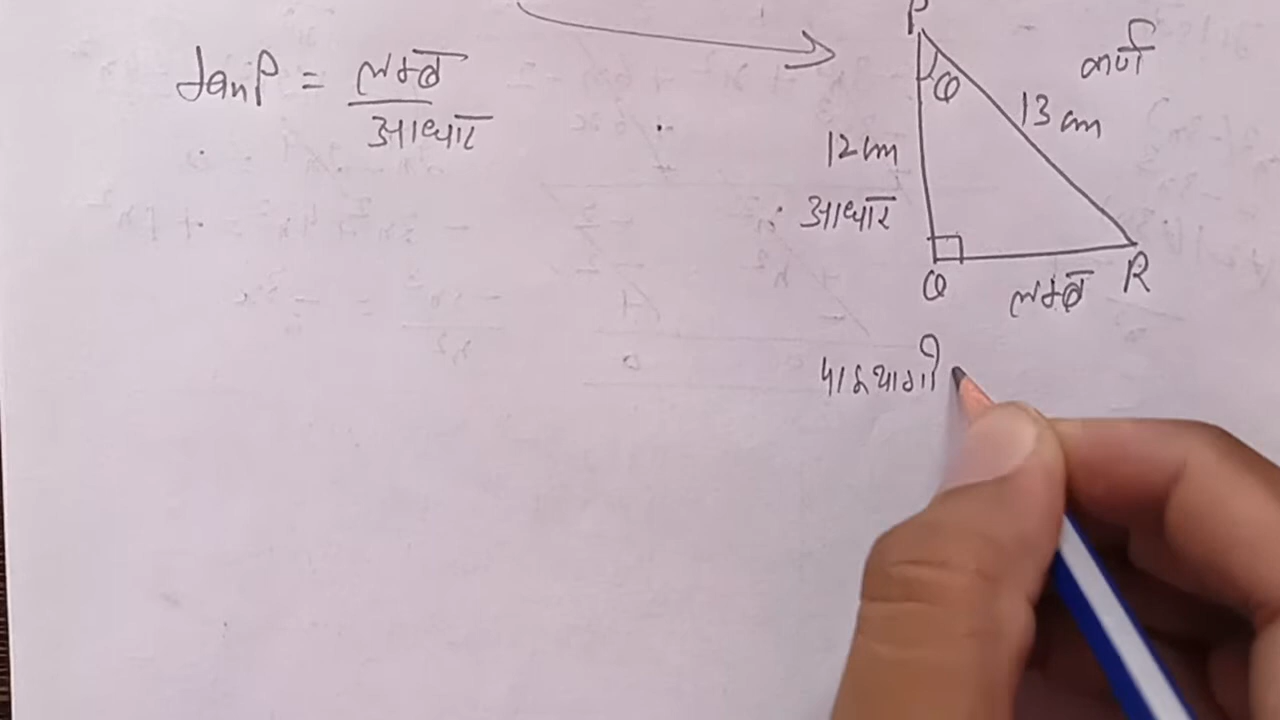 tanP = लम्ब / आधार
P
θ
कर्ण
13 cm
12 cm
आधार
Q
लम्ब
R
पाइथागो